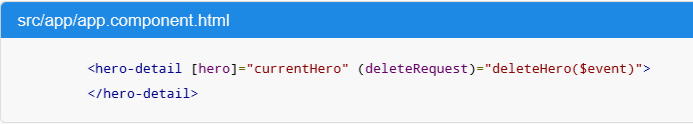 src/app/app.component.html
<hero-detail [hero]="currentHero" (deleteRequest)="deleteHero($event)">
</hero-detail>